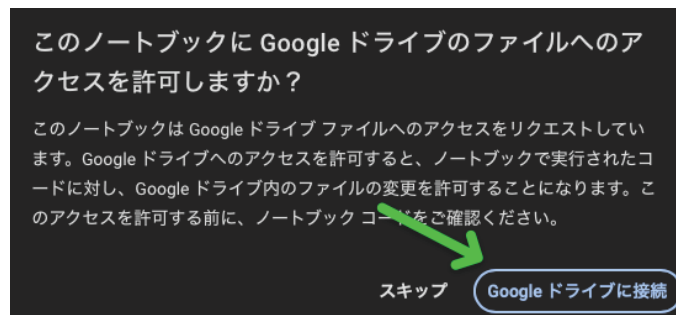 このノートブックに Google ドライブのファイルへのア
クセスを許可しますか？
このノートブックは Google ドライブ ファイルへのアクセスをリクエストしてい
ます。Google ドライブへのアクセスを許可すると、ノートブックで実行されたコ
ードに対し、Google ドライブ内のファイルの変更を許可することになります。こ
のアクセスを許可する前に、ノートブック コードをご確認ください。
スキップ
Google ドライブに接続